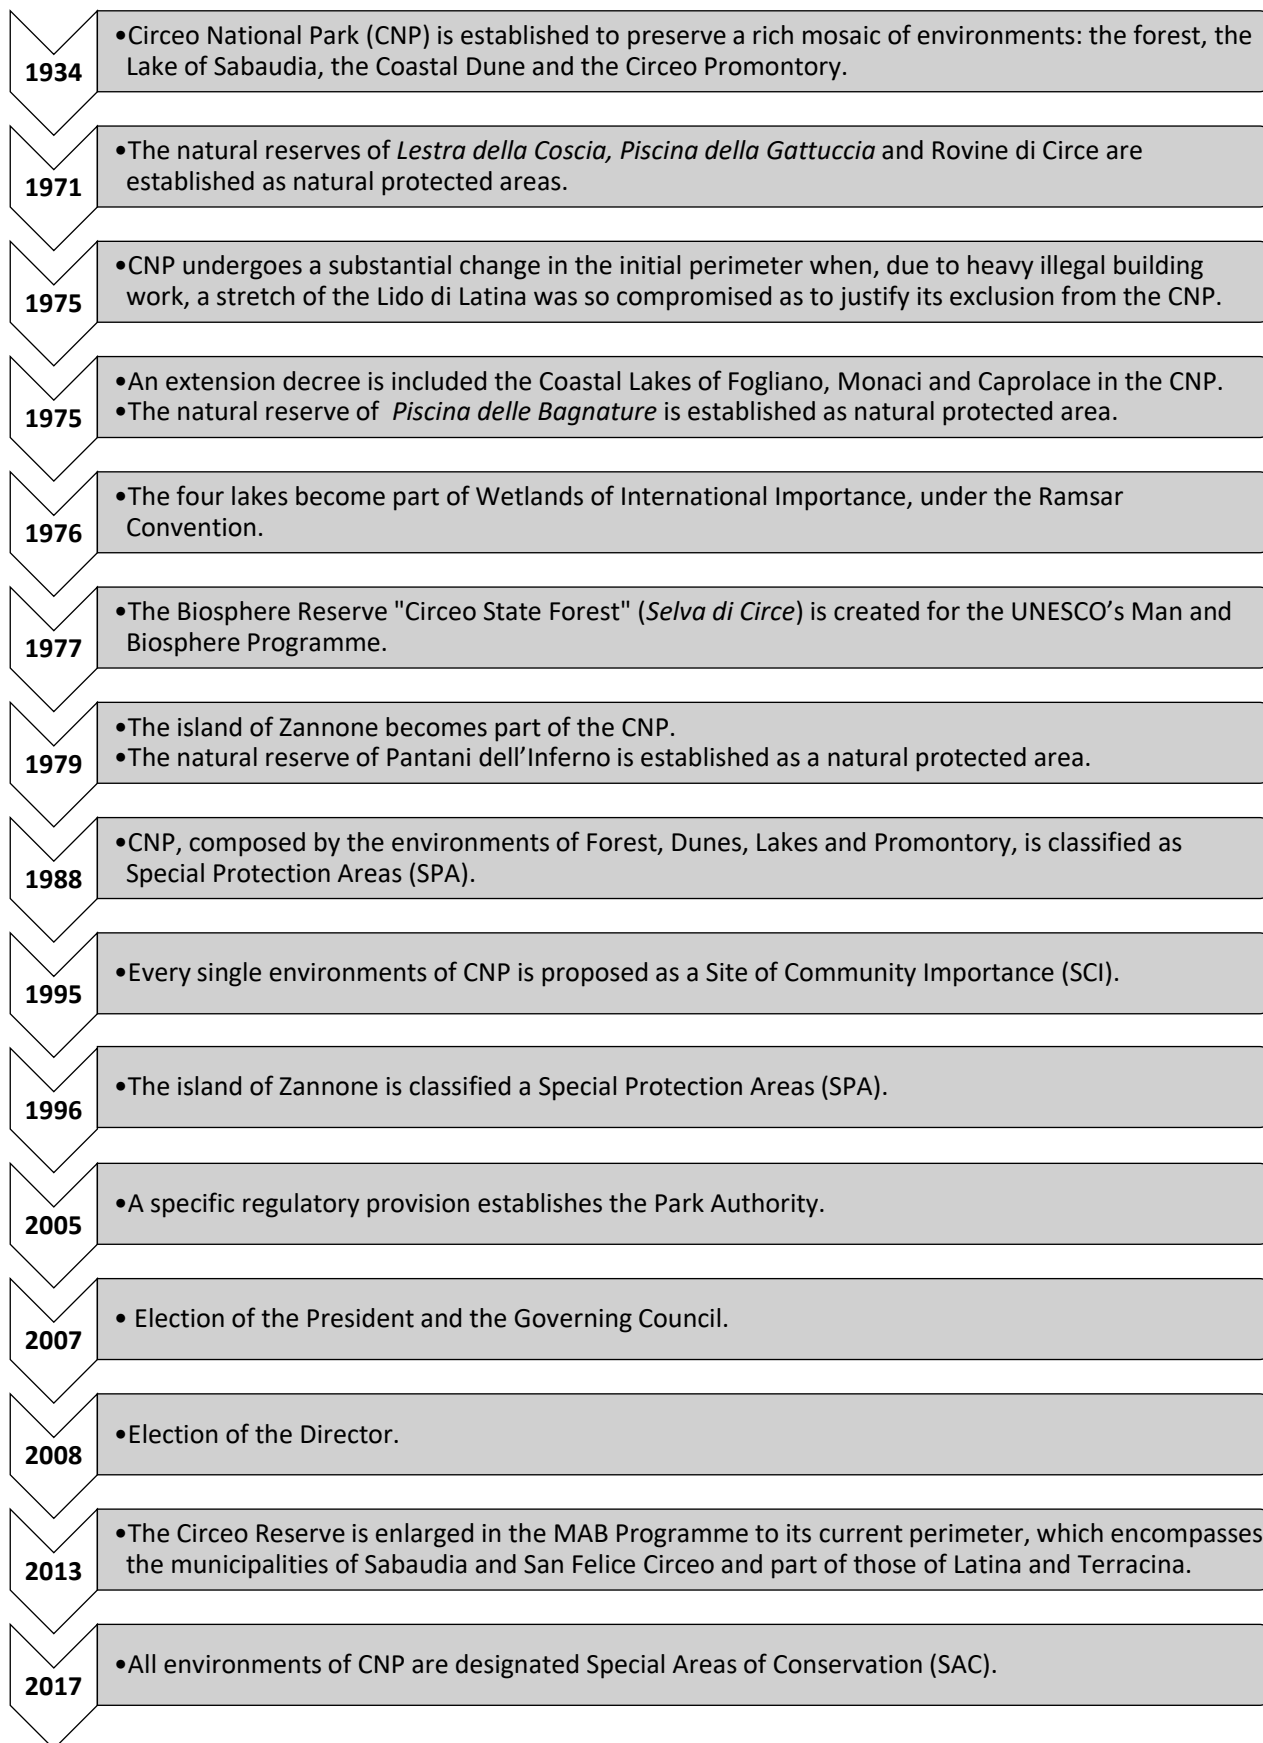 1934
•Circeo National Park (CNP) is established to preserve a rich mosaic of environments: the forest, the
Lake of Sabaudia, the Coastal Dune and the Circeo Promontory.
1971
•The natural reserves of Lestra della Coscia, Piscina della Gattuccia and Rovine di Circe are
established as natural protected areas.
1975
•CNP undergoes a substantial change in the initial perimeter when, due to heavy illegal building
work, a stretch of the Lido di Latina was so compromised as to justify its exclusion from the CNP.
1975
•An extension decree is included the Coastal Lakes of Fogliano, Monaci and Caprolace in the CNP.
•The natural reserve of Piscina delle Bagnature is established as natural protected area.
1976
•The four lakes become part of Wetlands of International Importance, under the Ramsar
Convention.
1977
•The Biosphere Reserve "Circeo State Forest" (Selva di Circe) is created for the UNESCO’s Man and
Biosphere Programme.
1979
•The island of Zannone becomes part of the CNP.
•The natural reserve of Pantani dell’Inferno is established as a natural protected area.
1988
•CNP, composed by the environments of Forest, Dunes, Lakes and Promontory, is classified as
Special Protection Areas (SPA).
1995
•Every single environments of CNP is proposed as a Site of Community Importance (SCI).
1996
•The island of Zannone is classified a Special Protection Areas (SPA).
2005
•A specific regulatory provision establishes the Park Authority.
2007
• Election of the President and the Governing Council.
2008
•Election of the Director.
2013
•The Circeo Reserve is enlarged in the MAB Programme to its current perimeter, which encompasses
the municipalities of Sabaudia and San Felice Circeo and part of those of Latina and Terracina.
2017
•All environments of CNP are designated Special Areas of Conservation (SAC).